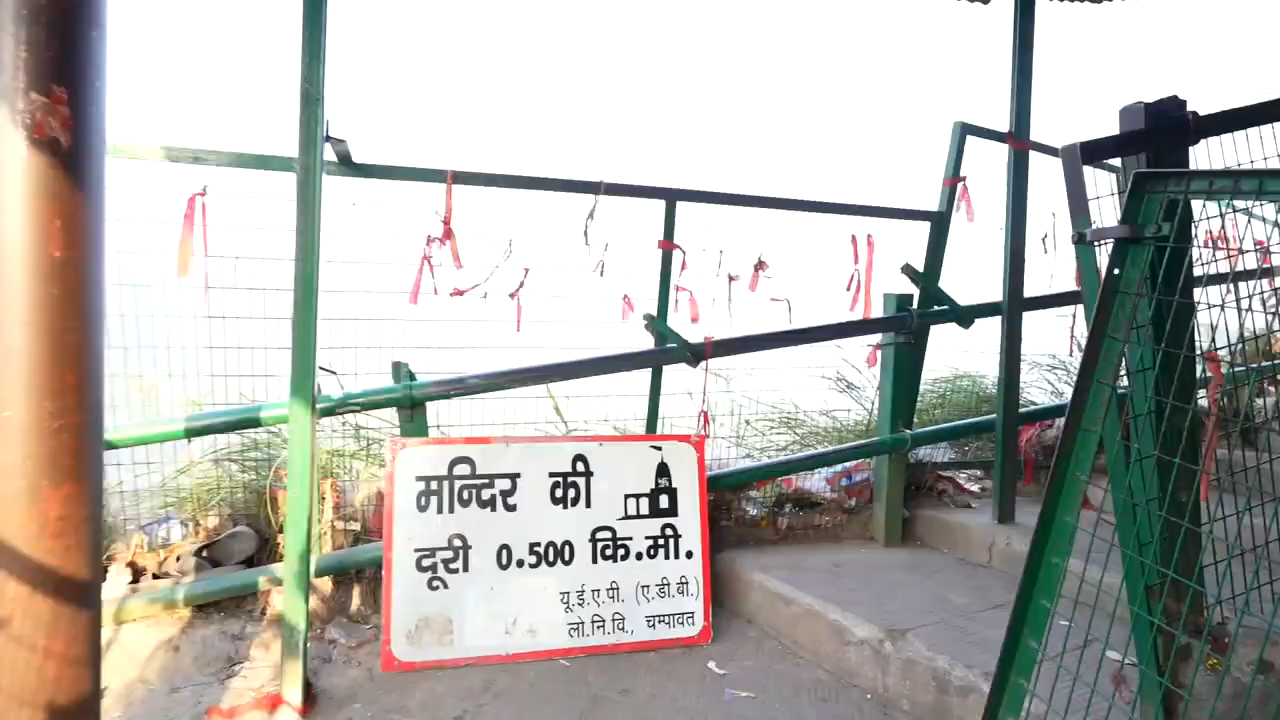 मन्दिर की
दूरी 0.500 कि.मी.
यू.ई.ए.पी. (ए.डी.बी.)
लो.नि.वि., चम्पावत